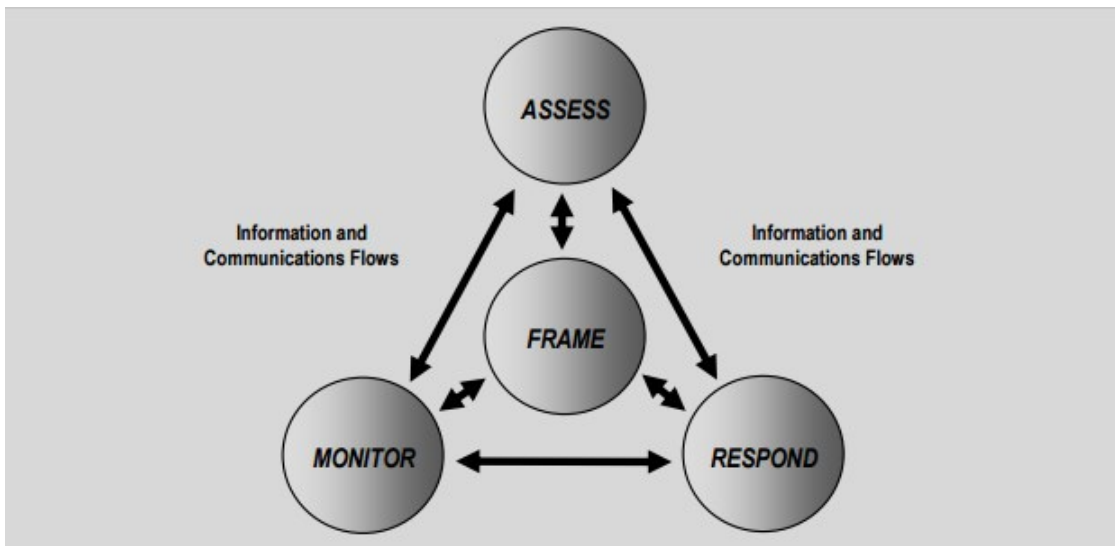 ASSESS
Information and
Communications Flows
Information and
Communications Flows
FRAME
MONITOR
RESPOND